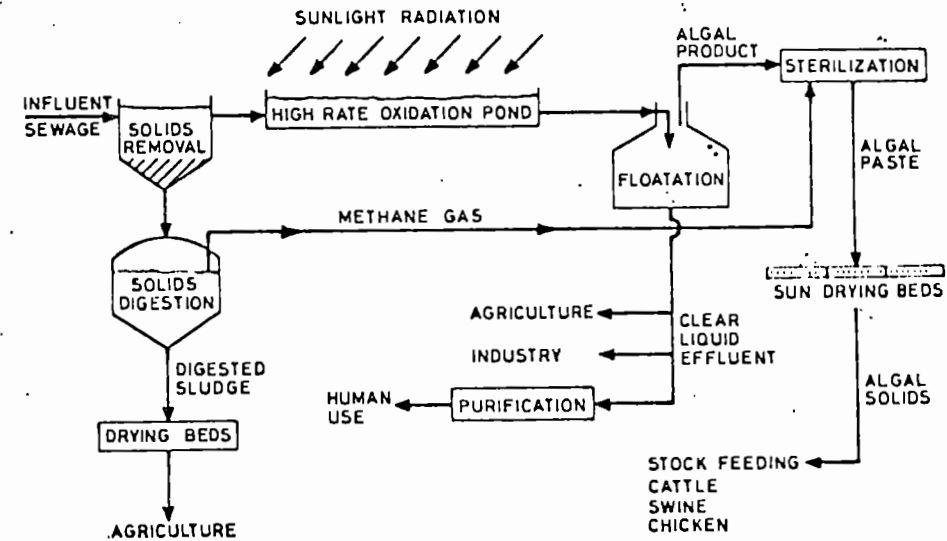 SUNLIGHT RADIATION
ALGAL
PRODUCT
STERILIZATION
INFLUENT
SEWAGE
SOLIDS
REMOVAL
HIGH RATE OXIDATION POND
FLOATATION
ALGAL
PASTE
METHANE GAS
SOLIDS
DIGESTION
SUN DRYING BEDS
AGRICULTURE
INDUSTRY
CLEAR
LIQUID
EFFLUENT
DIGESTED
SLUDGE
HUMAN
USE
PURIFICATION
ALGAL
SOLIDS
DRYING BEDS
STOCK FEEDING
CATTLE
SWINE
CHICKEN
AGRICULTURE